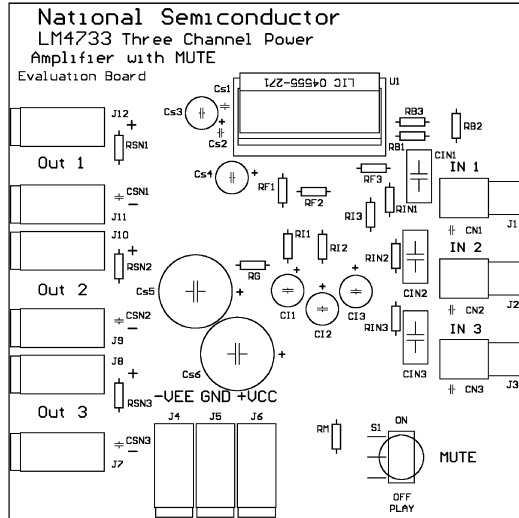 National Semiconductor
LM4733 Three Channel Power
Amplifier with MUTE
Evaluation Board
LIC 04555-271
U1
Cs1
Cs3
Cs2
Cs4
J12
+
RSN1
Out 1
CSN1
−
J11
RB3
RB1
RB2
CIN1
IN 1
RF3
RF1
RF2
RI3
RIN1
CN1
J1
J10
+
RSN2
Out 2
CSN2
−
J9
Cs5
+
RG
RI1
RI2
RIN2
IN 2
CI1
CI2
CI3
CIN2
CN2
J2
RIN3
IN 3
CIN3
CN3
J3
Cs6
+
J8
+
RSN3
Out 3
CSN3
−
J7
-VEE GND +VCC
J4
J5
J6
RM
S1
ON
MUTE
OFF
PLAY